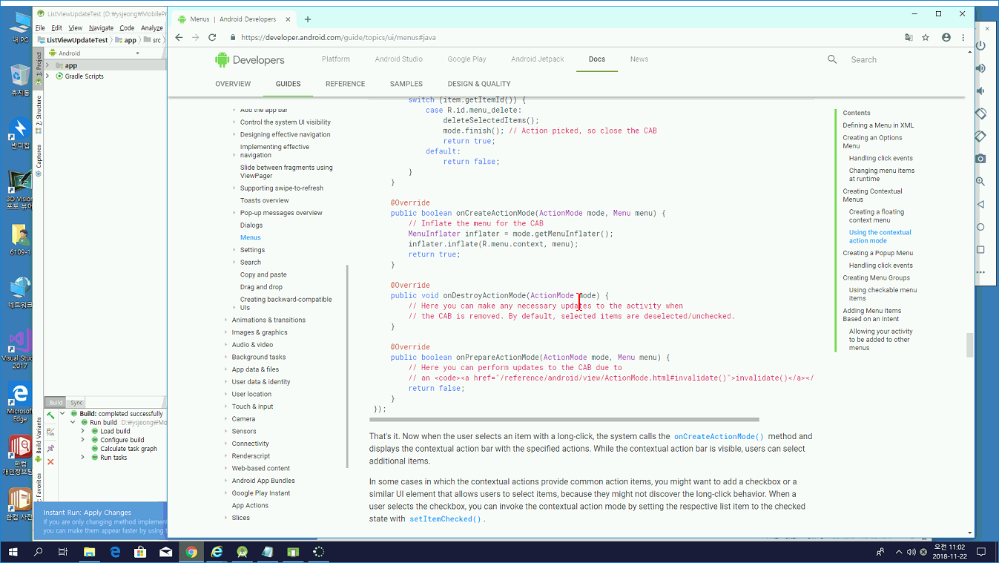 ListViewUpdateTest [D:₩ysjeong₩MobilePr
Menus | Android Developers
File Edit View Navigate Code Analyze
ListViewUpdateTest app src
https://developer.android.com/guide/topics/ui/menus#java
Android
app
Gradle Scripts
1: Project
7: Structure
Captures
Build Variants
Favorites
내 PC
휴지통
반디집
3D Vision
포토 뷰어
6109-1
네트워크
Visual Studio
2017
Microsoft
Edge
한컴
개인정보탐
한컴 사전
Developers
Platform Android Studio Google Play Android Jetpack Docs News Search
OVERVIEW GUIDES REFERENCE SAMPLES DESIGN & QUALITY
Add the app bar
Control the system UI visibility
Designing effective navigation
Implementing effective
navigation
Slide between fragments using
ViewPager
Supporting swipe-to-refresh
Toasts overview
Pop-up messages overview
Dialogs
Menus
Settings
Search
Copy and paste
Drag and drop
Creating backward-compatible
UIs
Animations & transitions
Images & graphics
Audio & video
Background tasks
App data & files
User data & identity
User location
Touch & input
Camera
Sensors
Connectivity
Renderscript
Web-based content
Android App Bundles
Google Play Instant
App Actions
Slices
switch (item.getItemId()) {
case R.id.menu_delete:
deleteSelectedItems();
mode.finish(); // Action picked, so close the CAB
return true;
default:
return false;
}
}
@Override
public boolean onCreateActionMode(ActionMode mode, Menu menu) {
// Inflate the menu for the CAB
MenuInflater inflater = mode.getMenuInflater();
inflater.inflate(R.menu.context, menu);
return true;
}
@Override
public void onDestroyActionMode(ActionMode mode) {
// Here you can make any necessary updates to the activity when
// the CAB is removed. By default, selected items are deselected/unchecked.
}
@Override
public boolean onPrepareActionMode(ActionMode mode, Menu menu) {
// Here you can perform updates to the CAB due to
// an <code><a href="/reference/android/view/ActionMode.html#invalidate()">invalidate()</a></
return false;
}
});
That's it. Now when the user selects an item with a long-click, the system calls the onCreateActionMode() method and
displays the contextual action bar with the specified actions. While the contextual action bar is visible, users can select
additional items.
In some cases in which the contextual actions provide common action items, you might want to add a checkbox or a
similar UI element that allows users to select items, because they might not discover the long-click behavior. When a
user selects the checkbox, you can invoke the contextual action mode by setting the respective list item to the checked
state with setItemChecked().
Contents
Defining a Menu in XML
Creating an Options
Menu
Handling click events
Changing menu items
at runtime
Creating Contextual
Menus
Creating a floating
context menu
Using the contextual
action mode
Creating a Popup Menu
Handling click events
Creating Menu Groups
Using checkable menu
items
Adding Menu Items
Based on an Intent
Allowing your activity
to be added to other
menus
Build Sync
Build: completed successfully
Run build D:₩ysjeong₩Mo
Load build
Configure build
Calculate task graph
Run tasks
Instant Run: Apply Changes
If you are only changing method implement
you can make them appear faster by using t
오전 11:02
2018-11-22